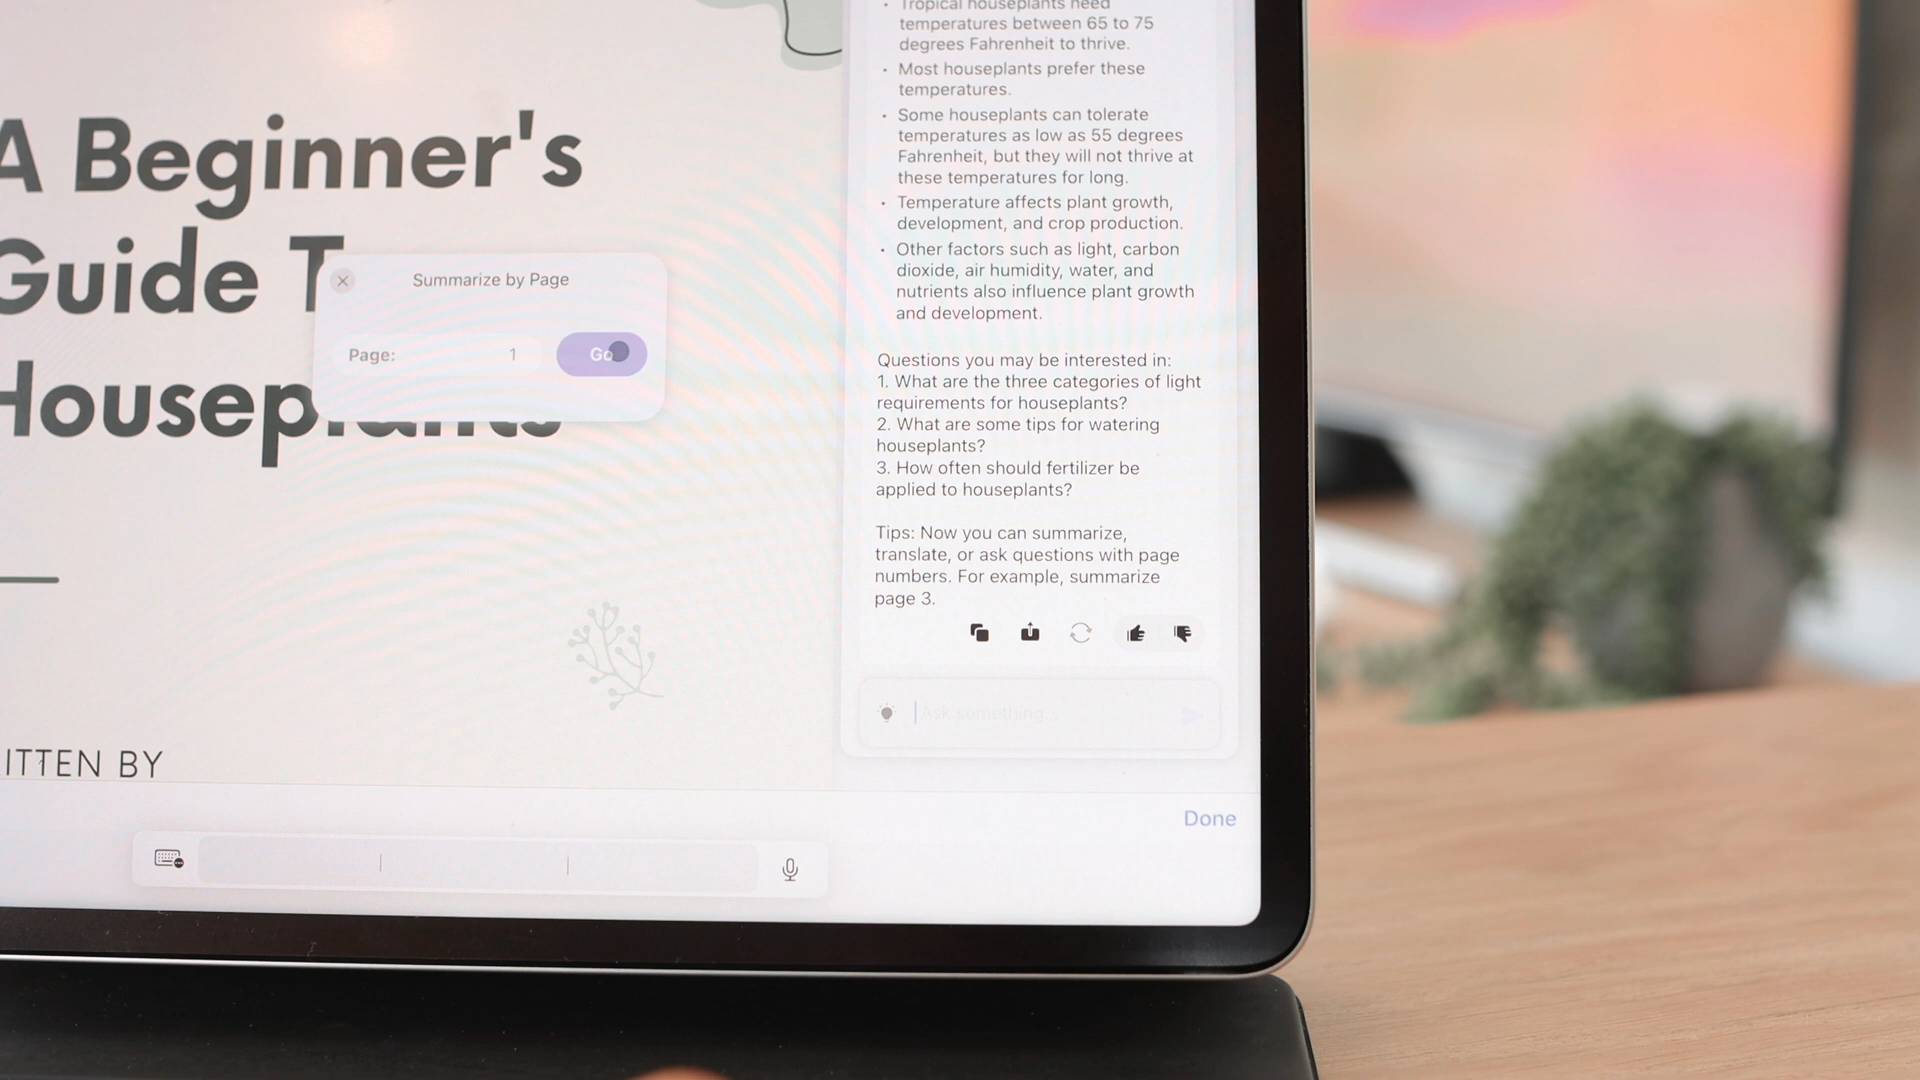 A Beginner's
Guide T
Houseplants
ITTEN BY
Summarize by Page
Page: 1
Go
• Tropical houseplants need
temperatures between 65 to 75
degrees Fahrenheit to thrive.
• Most houseplants prefer these
temperatures.
• Some houseplants can tolerate
temperatures as low as 55 degrees
Fahrenheit, but they will not thrive at
these temperatures for long.
• Temperature affects plant growth,
development, and crop production.
• Other factors such as light, carbon
dioxide, air humidity, water, and
nutrients also influence plant growth
and development.
Questions you may be interested in:
1. What are the three categories of light
requirements for houseplants?
2. What are some tips for watering
houseplants?
3. How often should fertilizer be
applied to houseplants?
Tips: Now you can summarize,
translate, or ask questions with page
numbers. For example, summarize
page 3.
Ask something...
Done